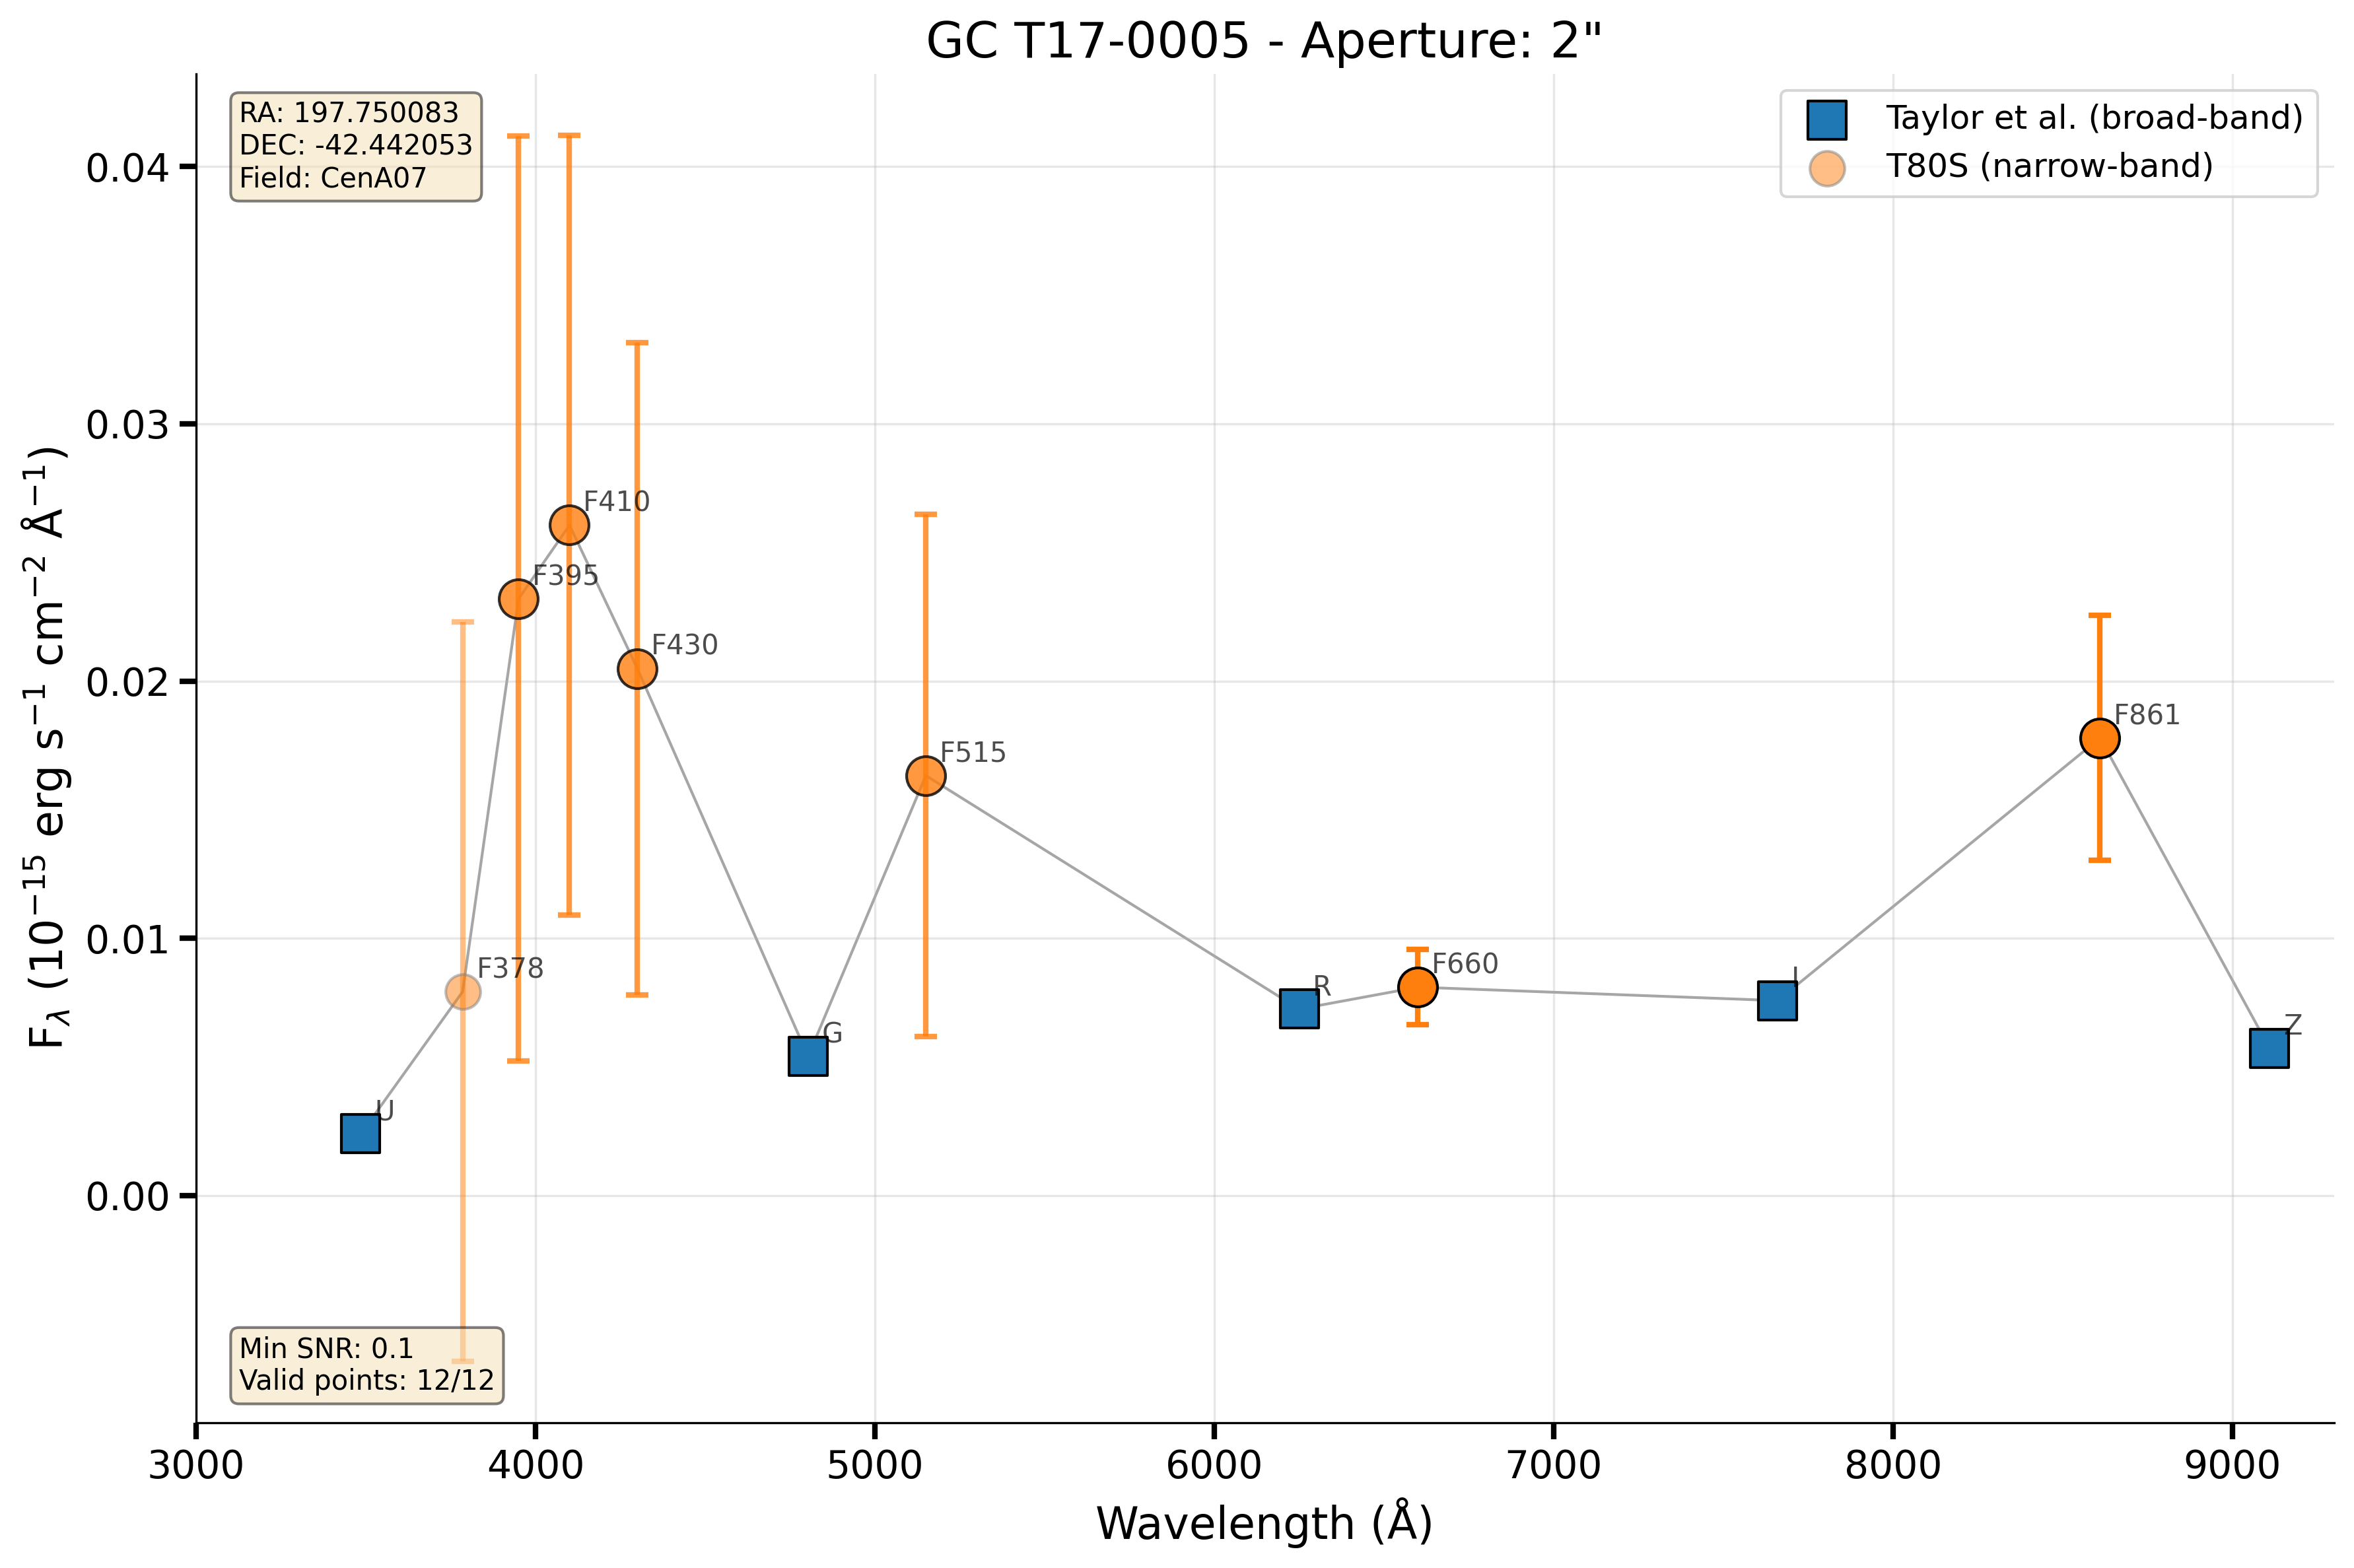 GC T17-0005 - Aperture: 2"
RA: 197.750083
DEC: -42.442053
Field: CenA07
Taylor et al. (broad-band)
T80S (narrow-band)
0.04
0.03
0.02
0.01
0.00
F_λ (10⁻¹⁵ erg s⁻¹ cm⁻² Å⁻¹)
F410
F395
F430
F515
F861
F378
F660
R
I
G
Z
U
Min SNR: 0.1
Valid points: 12/12
3000 4000 5000 6000 7000 8000 9000
Wavelength (Å)